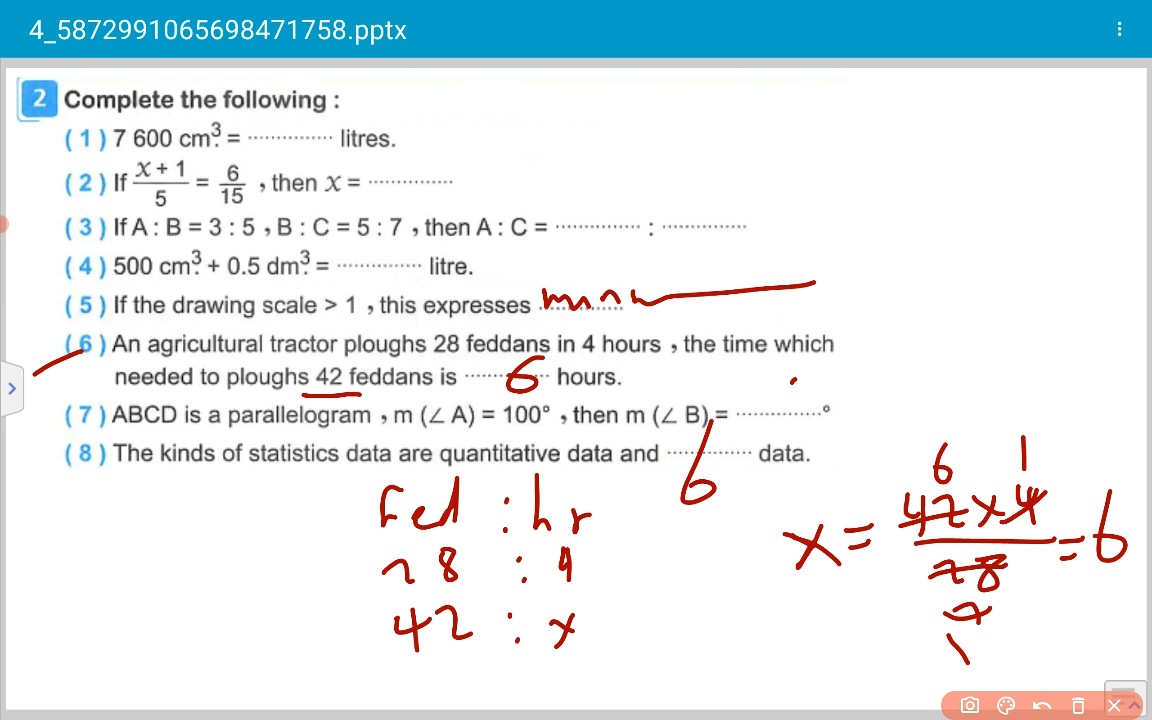 4_5872991065698471758.pptx
2 Complete the following :
( 1 ) 7 600 cm³ = ·············· litres.
( 2 ) If (x + 1)/5 = 6/15 , then x = ··············
( 3 ) If A : B = 3 : 5 , B : C = 5 : 7 , then A : C = ·············· : ··············
( 4 ) 500 cm³ + 0.5 dm³ = ·············· litre.
( 5 ) If the drawing scale > 1 , this expresses ··············
( 6 ) An agricultural tractor ploughs 28 feddans in 4 hours , the time which
needed to ploughs 42 feddans is ······· 6 ··· hours.
( 7 ) ABCD is a parallelogram , m (∠ A) = 100° , then m (∠ B) = ··············°
( 8 ) The kinds of statistics data are quantitative data and ·············· data.
6
Fed : hr
28 : 4
42 : x
6 1
x = 42 x 4 / 28 = 6
7
1